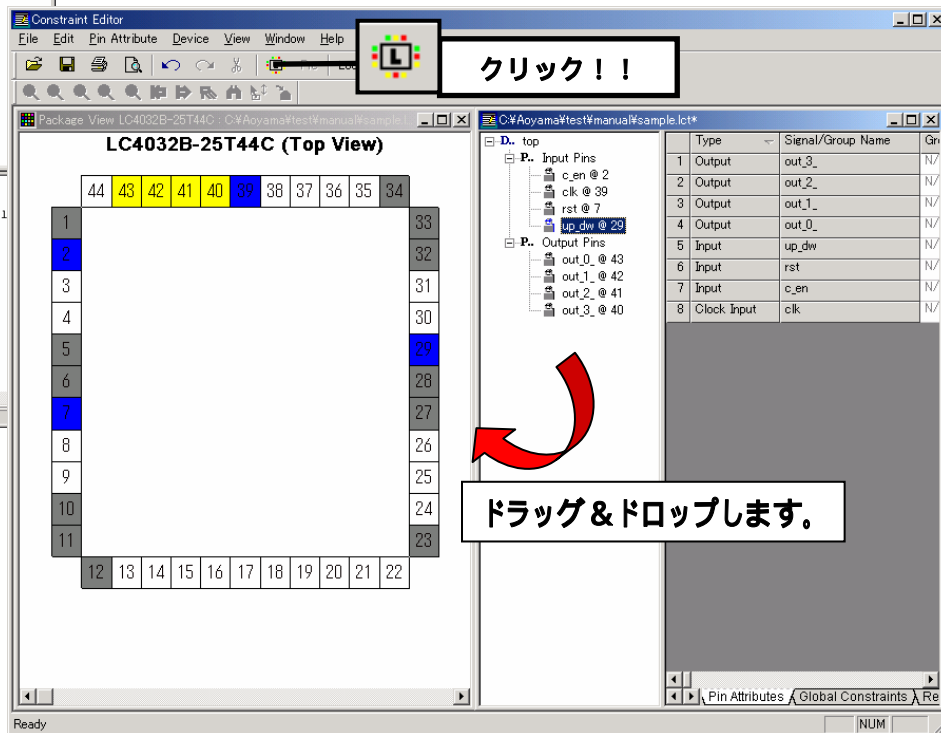 Constraint Editor
File Edit Pin Attribute Device View Window Help
L
クリック！！
Package View LC4032B-25T44C : C:¥Aoyama¥test¥manual¥sample.l
LC4032B-25T44C (Top View)
44 43 42 41 40 39 38 37 36 35 34
1 33
2 32
3 31
4 30
5 29
6 28
7 27
8 26
9 25
10 24
11 23
12 13 14 15 16 17 18 19 20 21 22
C:¥Aoyama¥test¥manual¥sample.lct*
D.. top
P.. Input Pins
c_en @ 2
clk @ 39
rst @ 7
up_dw @ 29
P.. Output Pins
out_0_ @ 43
out_1_ @ 42
out_2_ @ 41
out_3_ @ 40
Type Signal/Group Name Gr
1 Output out_3_ N/
2 Output out_2_ N/
3 Output out_1_ N/
4 Output out_0_ N/
5 Input up_dw N/
6 Input rst N/
7 Input c_en N/
8 Clock Input clk N/
ドラッグ＆ドロップします。
Pin Attributes Global Constraints Re
Ready NUM